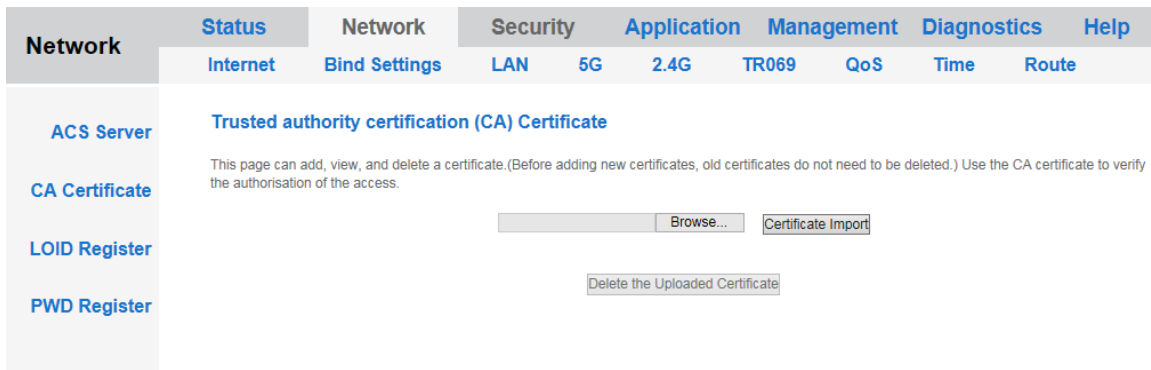 Network
Status Network Security Application Management Diagnostics Help
Internet Bind Settings LAN 5G 2.4G TR069 QoS Time Route
ACS Server
CA Certificate
LOID Register
PWD Register
Trusted authority certification (CA) Certificate
This page can add, view, and delete a certificate.(Before adding new certificates, old certificates do not need to be deleted.) Use the CA certificate to verify
the authorisation of the access.
Browse... Certificate Import
Delete the Uploaded Certificate